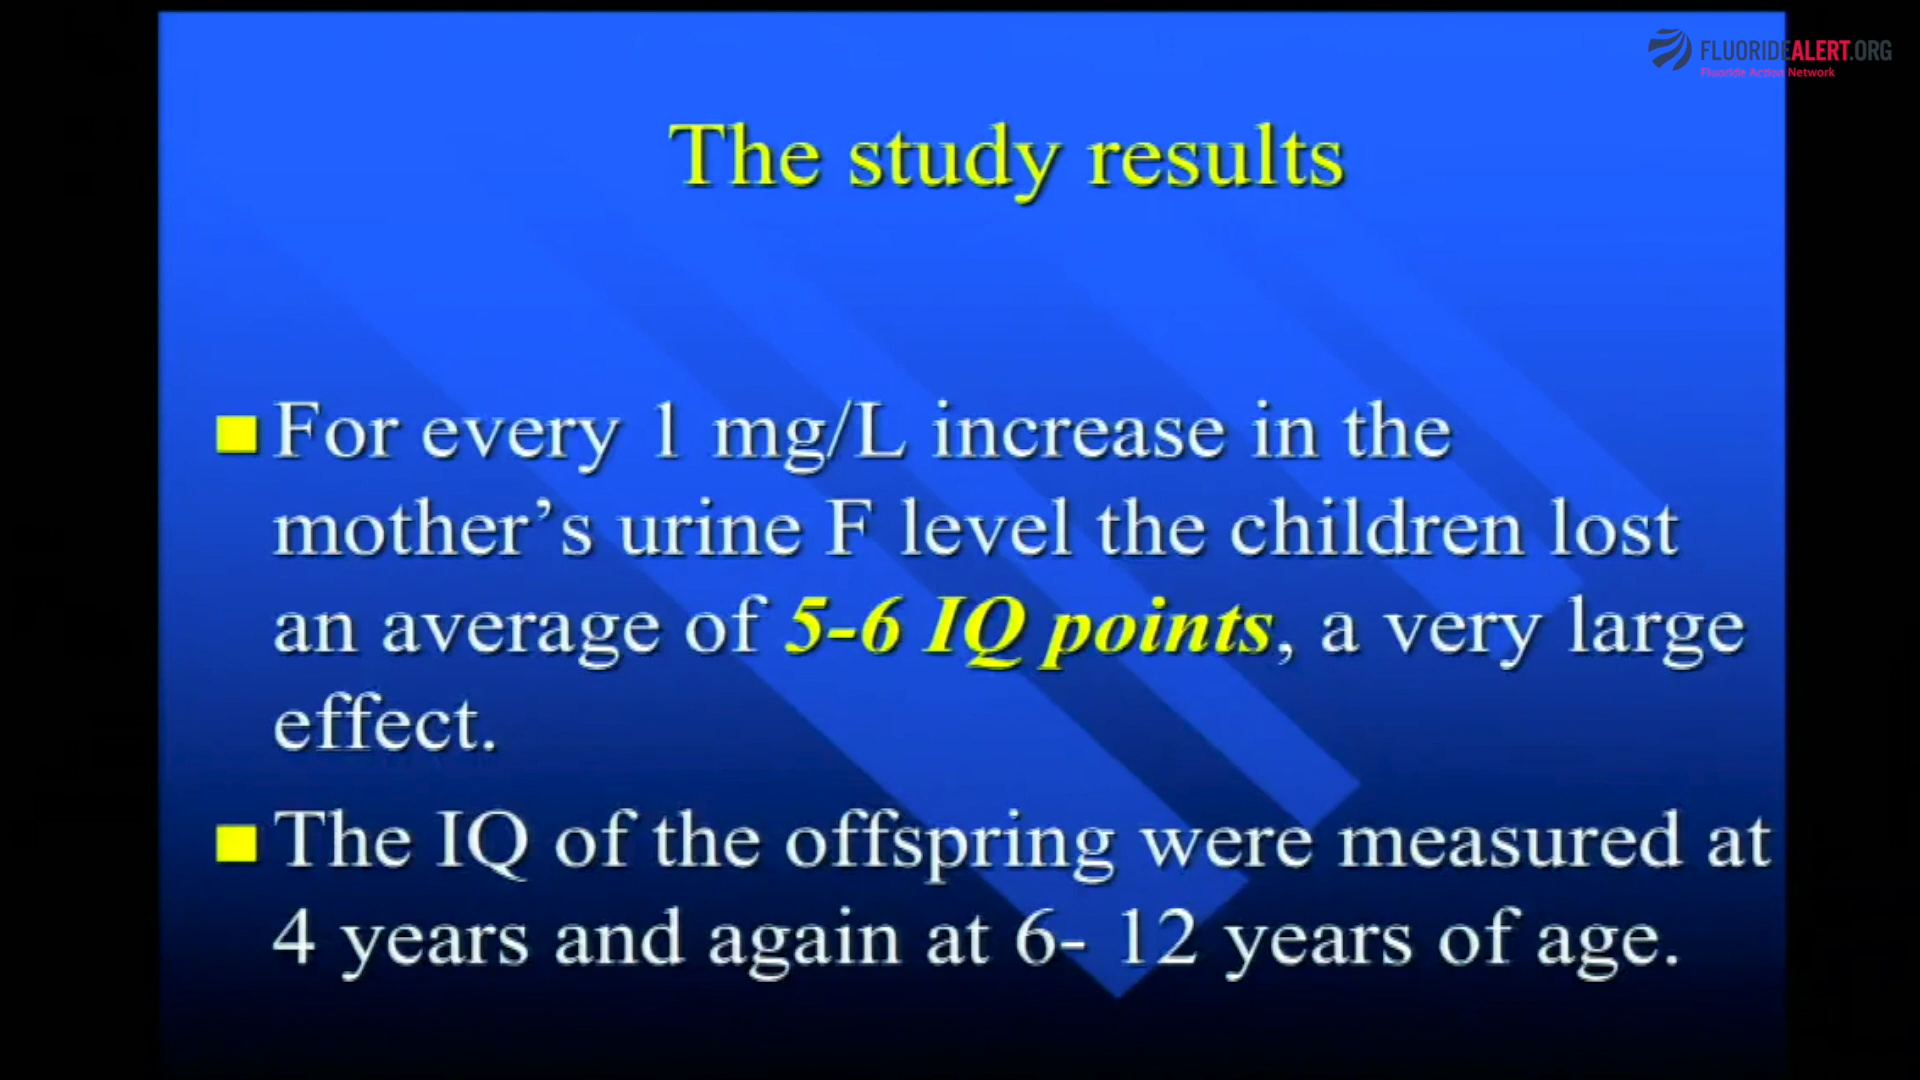 FLUORIDEALERT.ORG
Fluoride Action Network
The study results
For every 1 mg/L increase in the
mother's urine F level the children lost
an average of 5-6 IQ points, a very large
effect.
The IQ of the offspring were measured at
4 years and again at 6- 12 years of age.